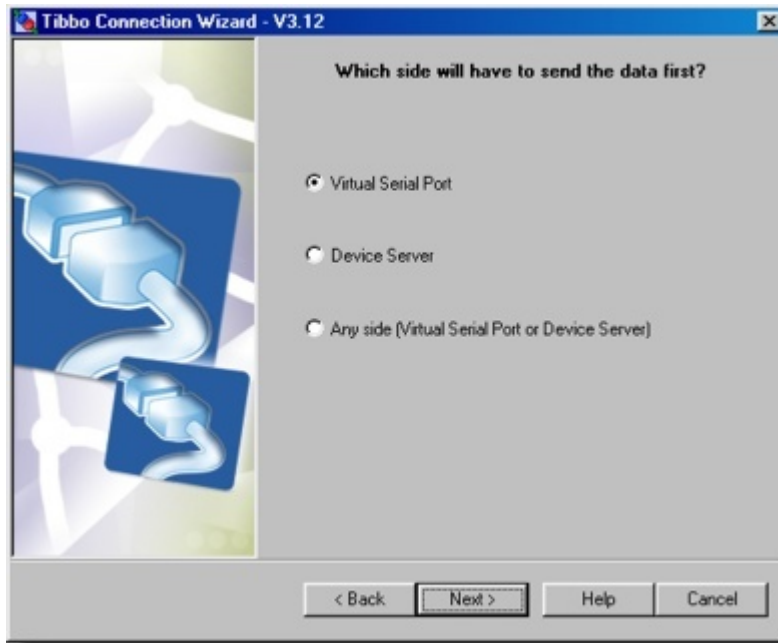 Tibbo Connection Wizard - V3.12
Which side will have to send the data first?
Virtual Serial Port
Device Server
Any side (Virtual Serial Port or Device Server)
< Back Next > Help Cancel